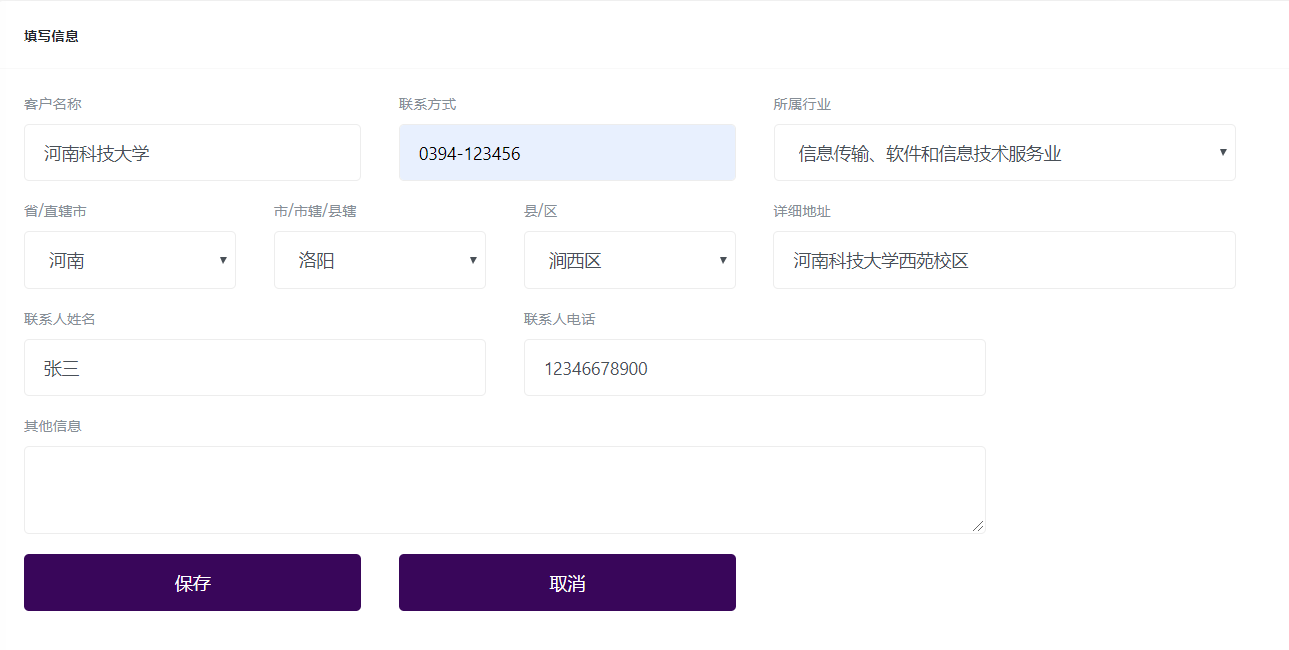 填写信息
客户名称 联系方式 所属行业
河南科技大学 0394-123456 信息传输、软件和信息技术服务业
省/直辖市 市/市辖/县辖 县/区 详细地址
河南 洛阳 涧西区 河南科技大学西苑校区
联系人姓名 联系人电话
张三 12346678900
其他信息
保存 取消